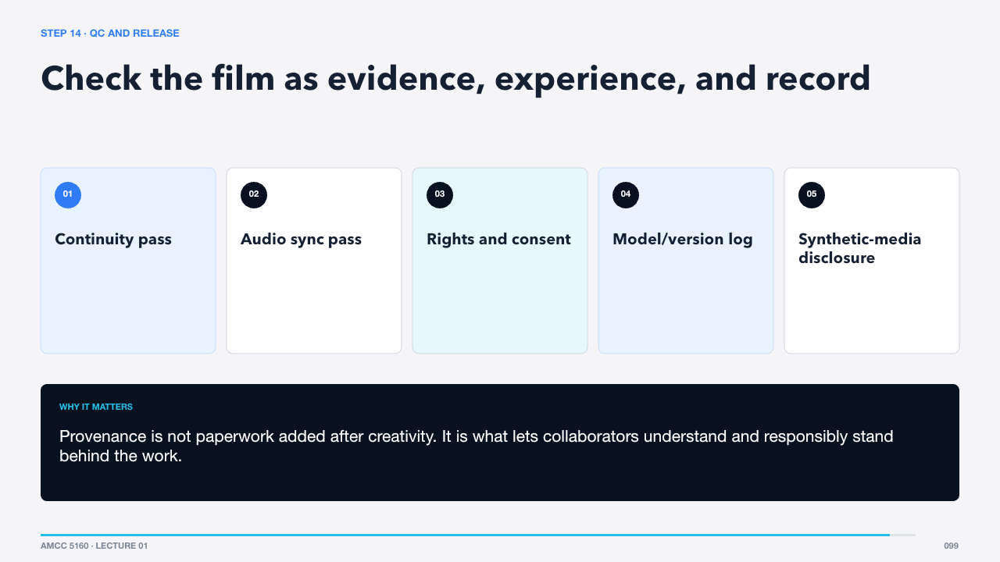 STEP 14 · QC AND RELEASE
Check the film as evidence, experience, and record
01
Continuity pass
02
Audio sync pass
03
Rights and consent
04
Model/version log
05
Synthetic-media
disclosure
WHY IT MATTERS
Provenance is not paperwork added after creativity. It is what lets collaborators understand and responsibly stand
behind the work.
AMCC 5160 · LECTURE 01
099